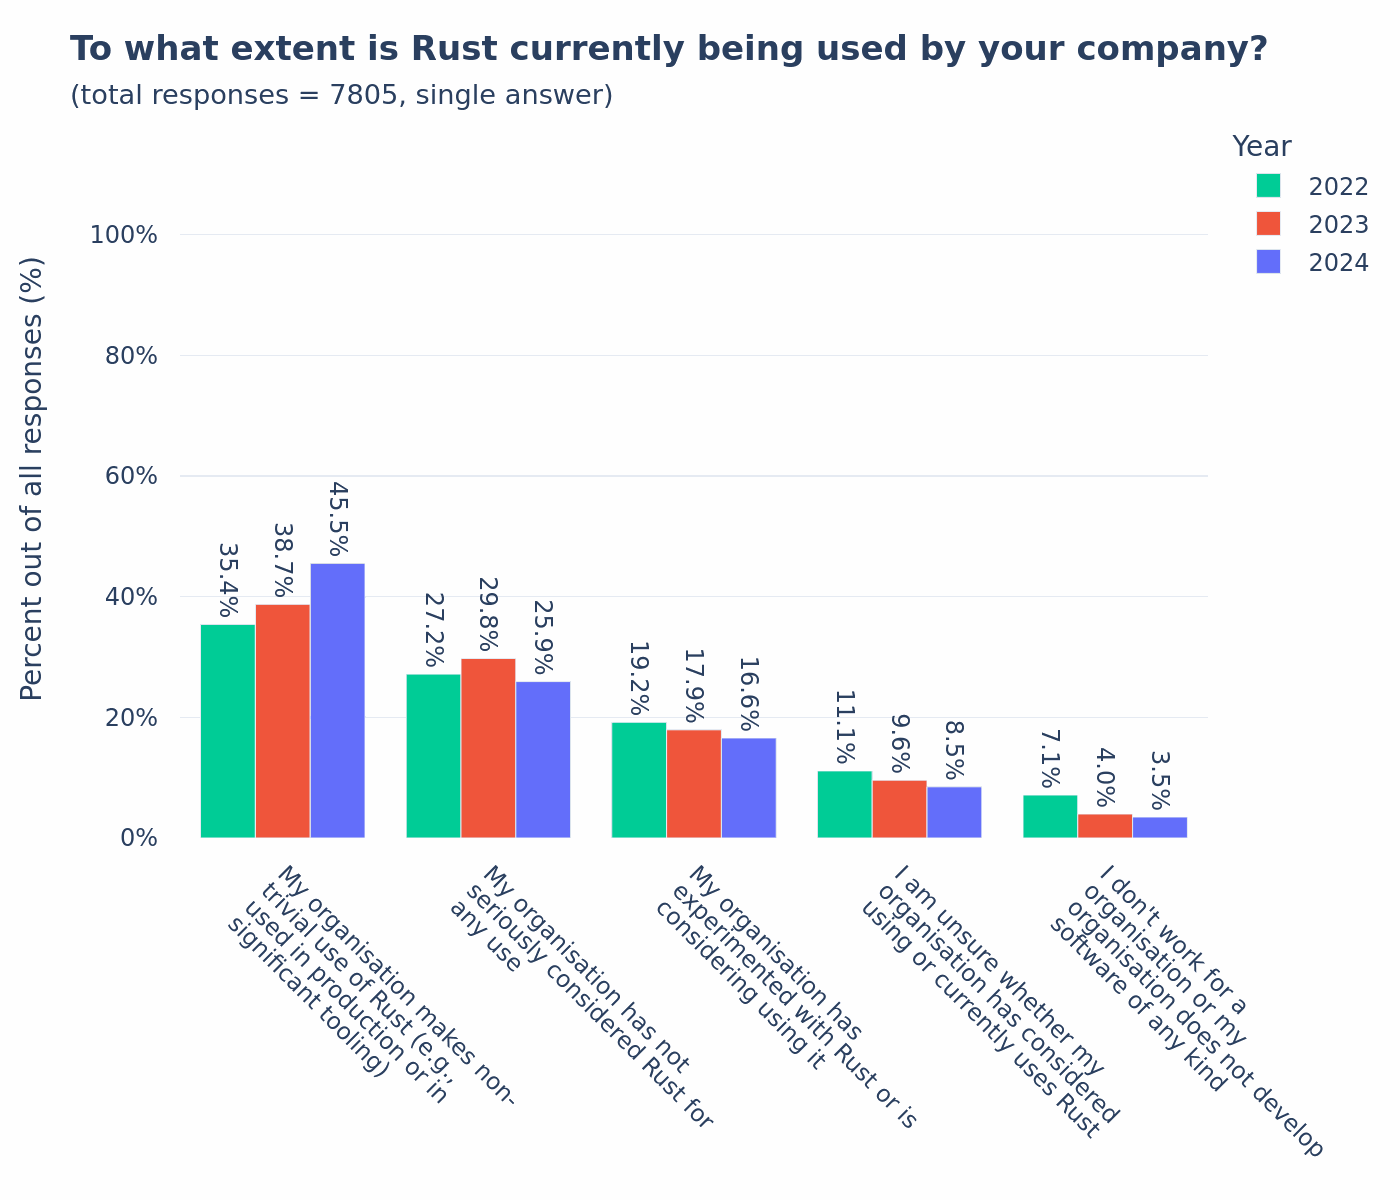 To what extent is Rust currently being used by your company?
(total responses = 7805, single answer)
Year
2022
2023
2024
Percent out of all responses (%)
100%
80%
60%
40%
20%
0%
35.4%
38.7%
45.5%
27.2%
29.8%
25.9%
19.2%
17.9%
16.6%
11.1%
9.6%
8.5%
7.1%
4.0%
3.5%
My organisation makes non-
trivial use of Rust (e.g.,
used in production or in
significant tooling)
My organisation has not
seriously considered Rust for
any use
My organisation has
experimented with Rust or is
considering using it
I am unsure whether my
organisation has considered
using or currently uses Rust
I don't work for a
organisation or my
organisation does not develop
software of any kind